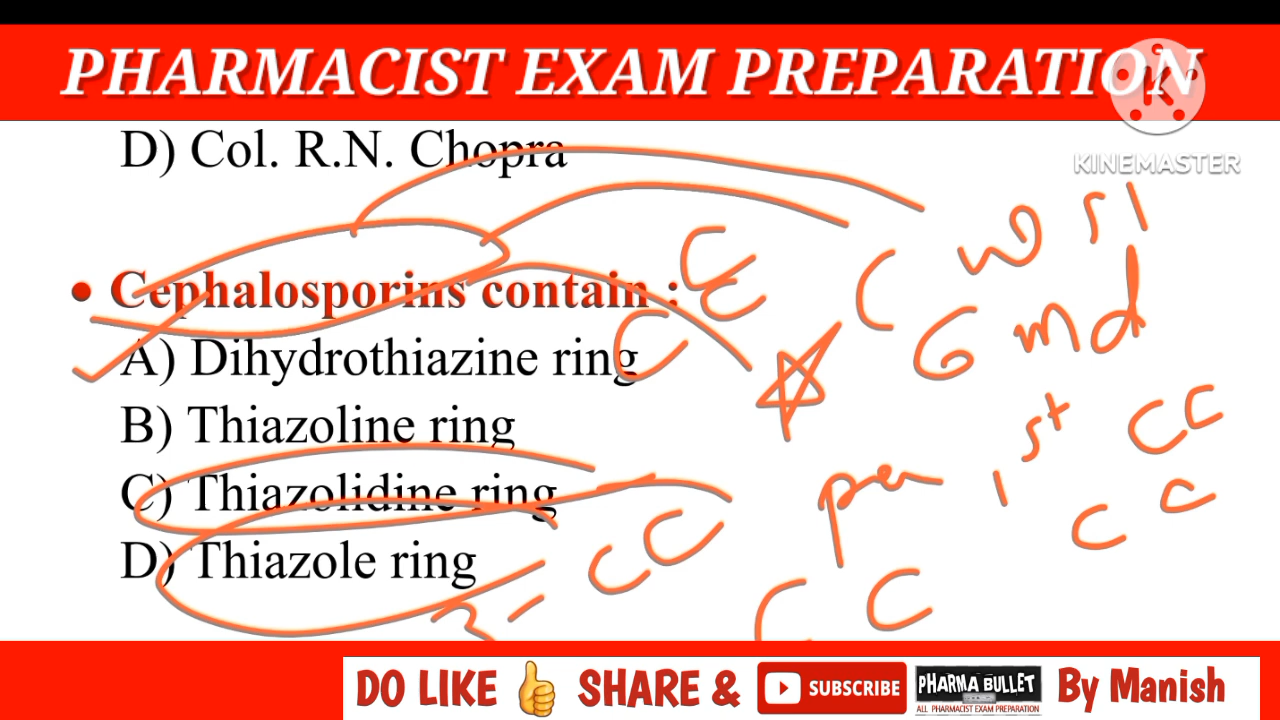 PHARMACIST EXAM PREPARATION
KINEMASTER
D) Col. R.N. Chopra
• Cephalosporins contain :
A) Dihydrothiazine ring
B) Thiazoline ring
C) Thiazolidine ring
D) Thiazole ring
DO LIKE SHARE & SUBSCRIBE PHARMA BULLET By Manish
ALL PHARMACIST EXAM PREPARATION